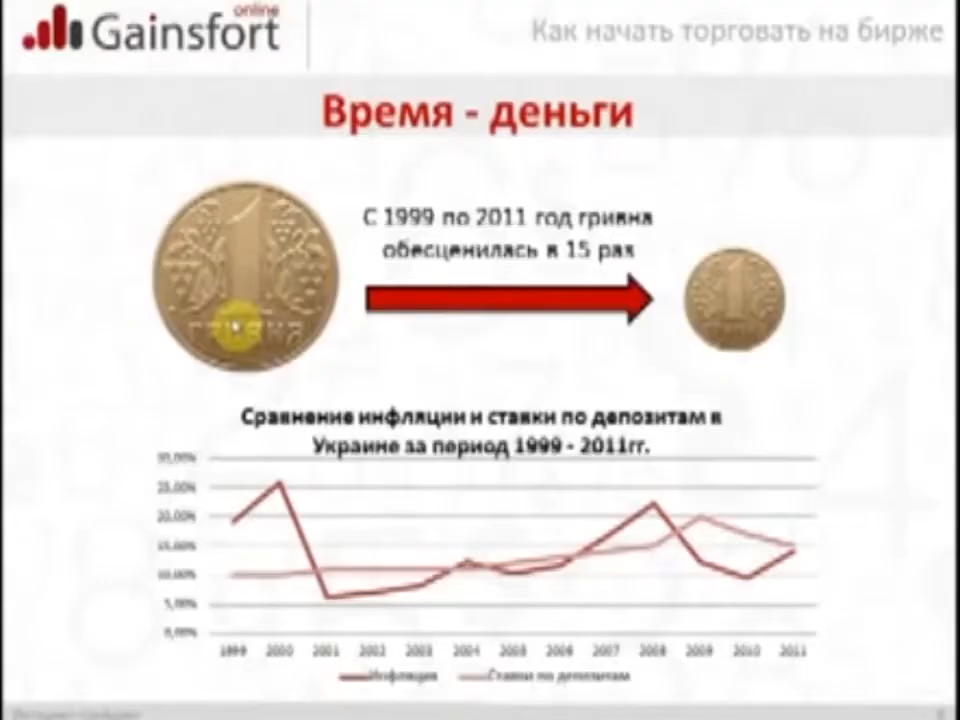 online
Gainsfort
Как начать торговать на бирже
Время - деньги
С 1999 по 2011 год гривна
обесценилась в 15 раз
1
ГРИВНА
1
Сравнение инфляции и ставки по депозитам в
Украине за период 1999 - 2011гг.
30,00%
25,00%
20,00%
15,00%
10,00%
5,00%
0,00%
1999 2000 2001 2002 2003 2004 2005 2006 2007 2008 2009 2010 2011
Инфляция Ставки по депозитам